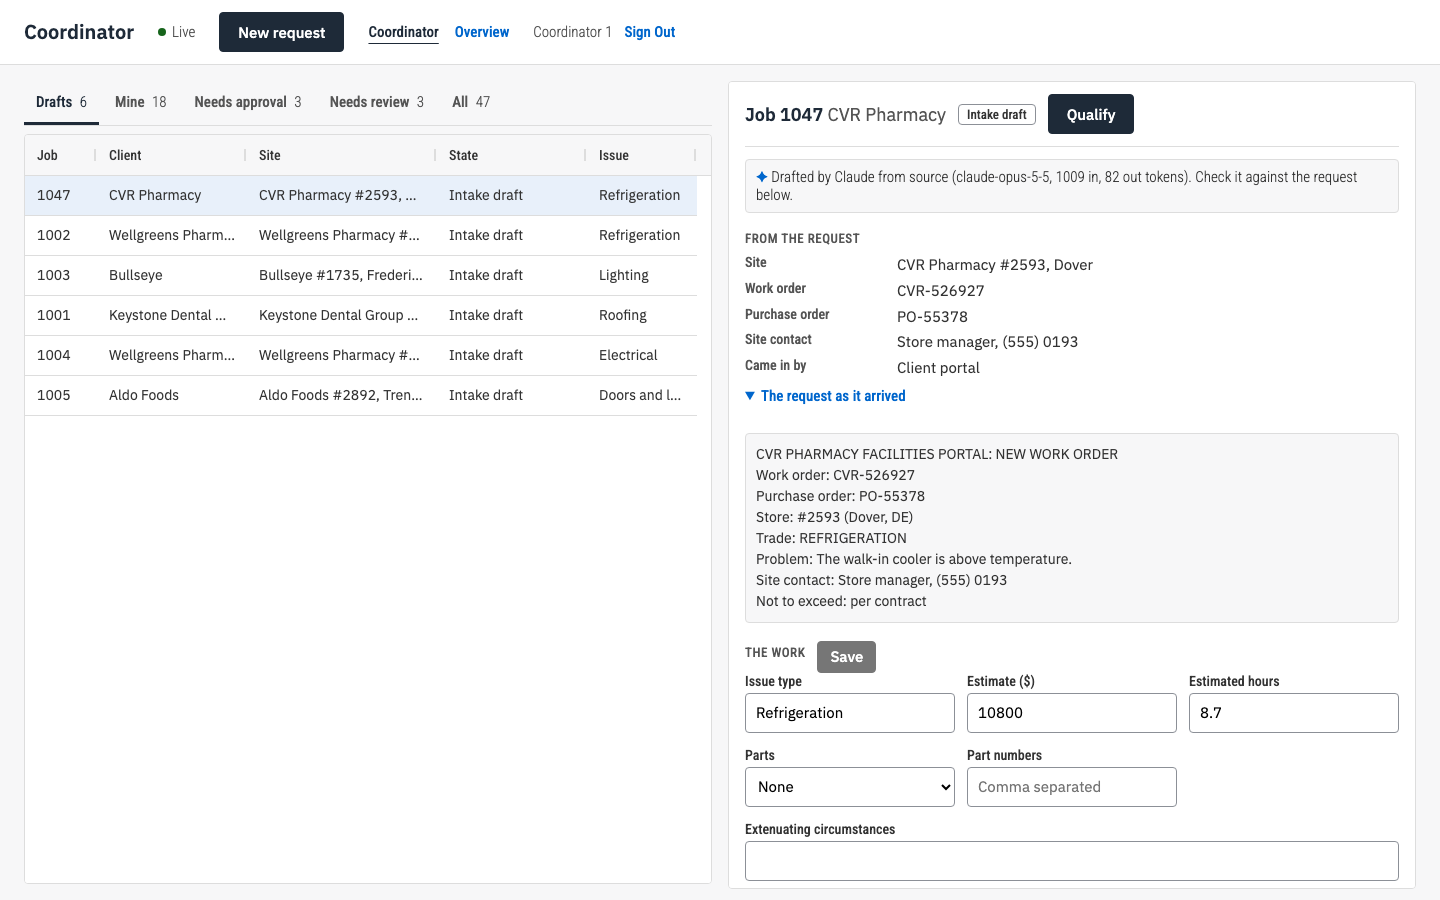 Coordinator
Live
New request
Coordinator
Overview
Coordinator 1
Sign Out
Drafts 6
Mine 18
Needs approval 3
Needs review 3
All 47
Job Client Site State Issue
1047 CVR Pharmacy CVR Pharmacy #2593, ... Intake draft Refrigeration
1002 Wellgreens Pharm... Wellgreens Pharmacy #... Intake draft Refrigeration
1003 Bullseye Bullseye #1735, Frederi... Intake draft Lighting
1001 Keystone Dental ... Keystone Dental Group ... Intake draft Roofing
1004 Wellgreens Pharm... Wellgreens Pharmacy #... Intake draft Electrical
1005 Aldo Foods Aldo Foods #2892, Tren... Intake draft Doors and l...
Job 1047 CVR Pharmacy
Intake draft
Qualify
Drafted by Claude from source (claude-opus-5-5, 1009 in, 82 out tokens). Check it against the request
below.
FROM THE REQUEST
Site CVR Pharmacy #2593, Dover
Work order CVR-526927
Purchase order PO-55378
Site contact Store manager, (555) 0193
Came in by Client portal
The request as it arrived
CVR PHARMACY FACILITIES PORTAL: NEW WORK ORDER
Work order: CVR-526927
Purchase order: PO-55378
Store: #2593 (Dover, DE)
Trade: REFRIGERATION
Problem: The walk-in cooler is above temperature.
Site contact: Store manager, (555) 0193
Not to exceed: per contract
THE WORK
Save
Issue type Estimate ($) Estimated hours
Refrigeration 10800 8.7
Parts Part numbers
None Comma separated
Extenuating circumstances